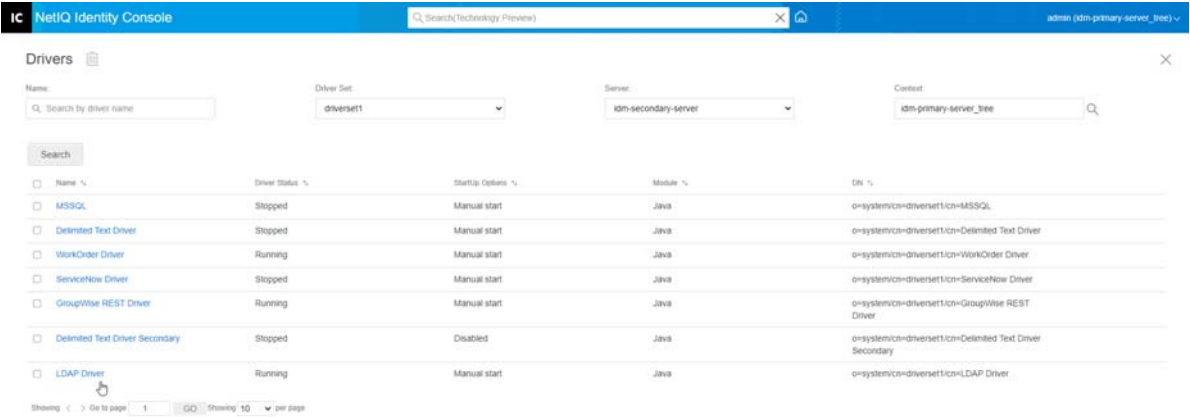 IC NetIQ Identity Console Search(Technology Preview) admin (idm-primary-server_tree)
Drivers
Name: Driver Set: Server: Context:
Search by driver name driverset1 idm-secondary-server idm-primary-server_tree
Search
Name Driver Status StartUp Options Module DN
MSSQL Stopped Manual start Java o=system/cn=driverset1/cn=MSSQL
Delimited Text Driver Stopped Manual start Java o=system/cn=driverset1/cn=Delimited Text Driver
WorkOrder Driver Running Manual start Java o=system/cn=driverset1/cn=WorkOrder Driver
ServiceNow Driver Stopped Manual start Java o=system/cn=driverset1/cn=ServiceNow Driver
GroupWise REST Driver Running Manual start Java o=system/cn=driverset1/cn=GroupWise REST
Driver
Delimited Text Driver Secondary Stopped Disabled Java o=system/cn=driverset1/cn=Delimited Text Driver
Secondary
LDAP Driver Running Manual start Java o=system/cn=driverset1/cn=LDAP Driver
Showing < > Go to page 1 GO Showing 10 per page